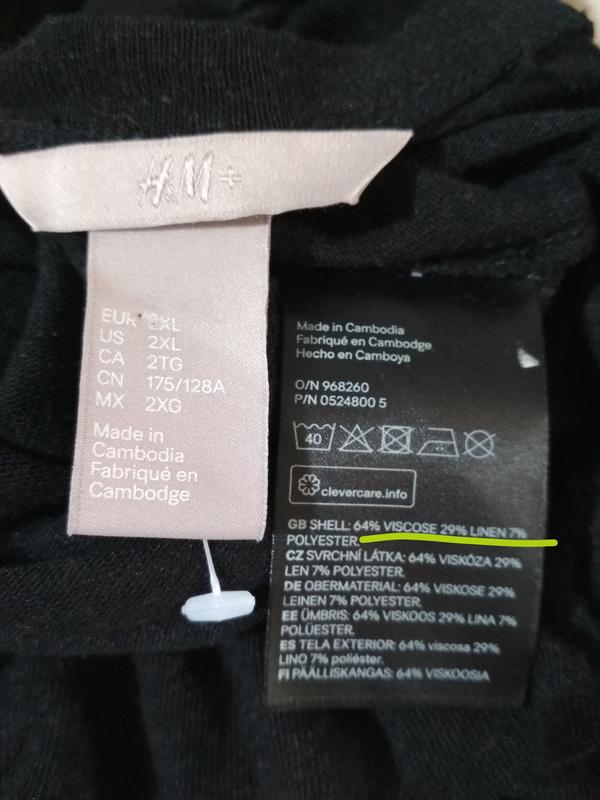 H&M+
EUR 2XL
US 2XL
CA 2TG
CN 175/128A
MX 2XG
Made in
Cambodia
Fabriqué en
Cambodge
Made in Cambodia
Fabriqué en Cambodge
Hecho en Camboya
O/N 968260
P/N 0524800 5
40
clevercare.info
GB SHELL: 64% VISCOSE 29% LINEN 7%
POLYESTER.
CZ SVRCHNÍ LÁTKA: 64% VISKÓZA 29%
LEN 7% POLYESTER.
DE OBERMATERIAL: 64% VISKOSE 29%
LEINEN 7% POLYESTER.
EE ÜMBRIS: 64% VISKOOS 29% LINA 7%
POLÜESTER.
ES TELA EXTERIOR: 64% viscosa 29%
LINO 7% poliéster.
FI PÄÄLLISKANGAS: 64% VISKOOSIA